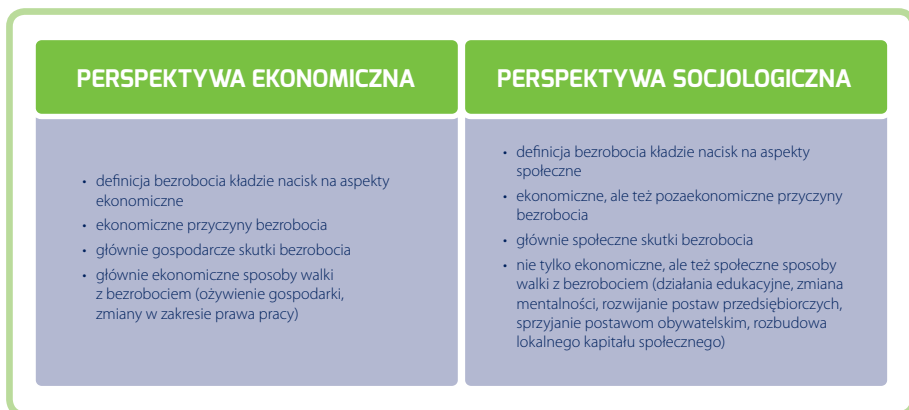 PERSPEKTYWA EKONOMICZNA
• definicja bezrobocia kładzie nacisk na aspekty
ekonomiczne
• ekonomiczne przyczyny bezrobocia
• głównie gospodarcze skutki bezrobocia
• głównie ekonomiczne sposoby walki
z bezrobociem (ożywienie gospodarki,
zmiany w zakresie prawa pracy)
PERSPEKTYWA SOCJOLOGICZNA
• definicja bezrobocia kładzie nacisk na aspekty
społeczne
• ekonomiczne, ale też pozaekonomiczne przyczyny
bezrobocia
• głównie społeczne skutki bezrobocia
• nie tylko ekonomiczne, ale też społeczne sposoby
walki z bezrobociem (działania edukacyjne, zmiana
mentalności, rozwijanie postaw przedsiębiorczych,
sprzyjanie postawom obywatelskim, rozbudowa
lokalnego kapitału społecznego)